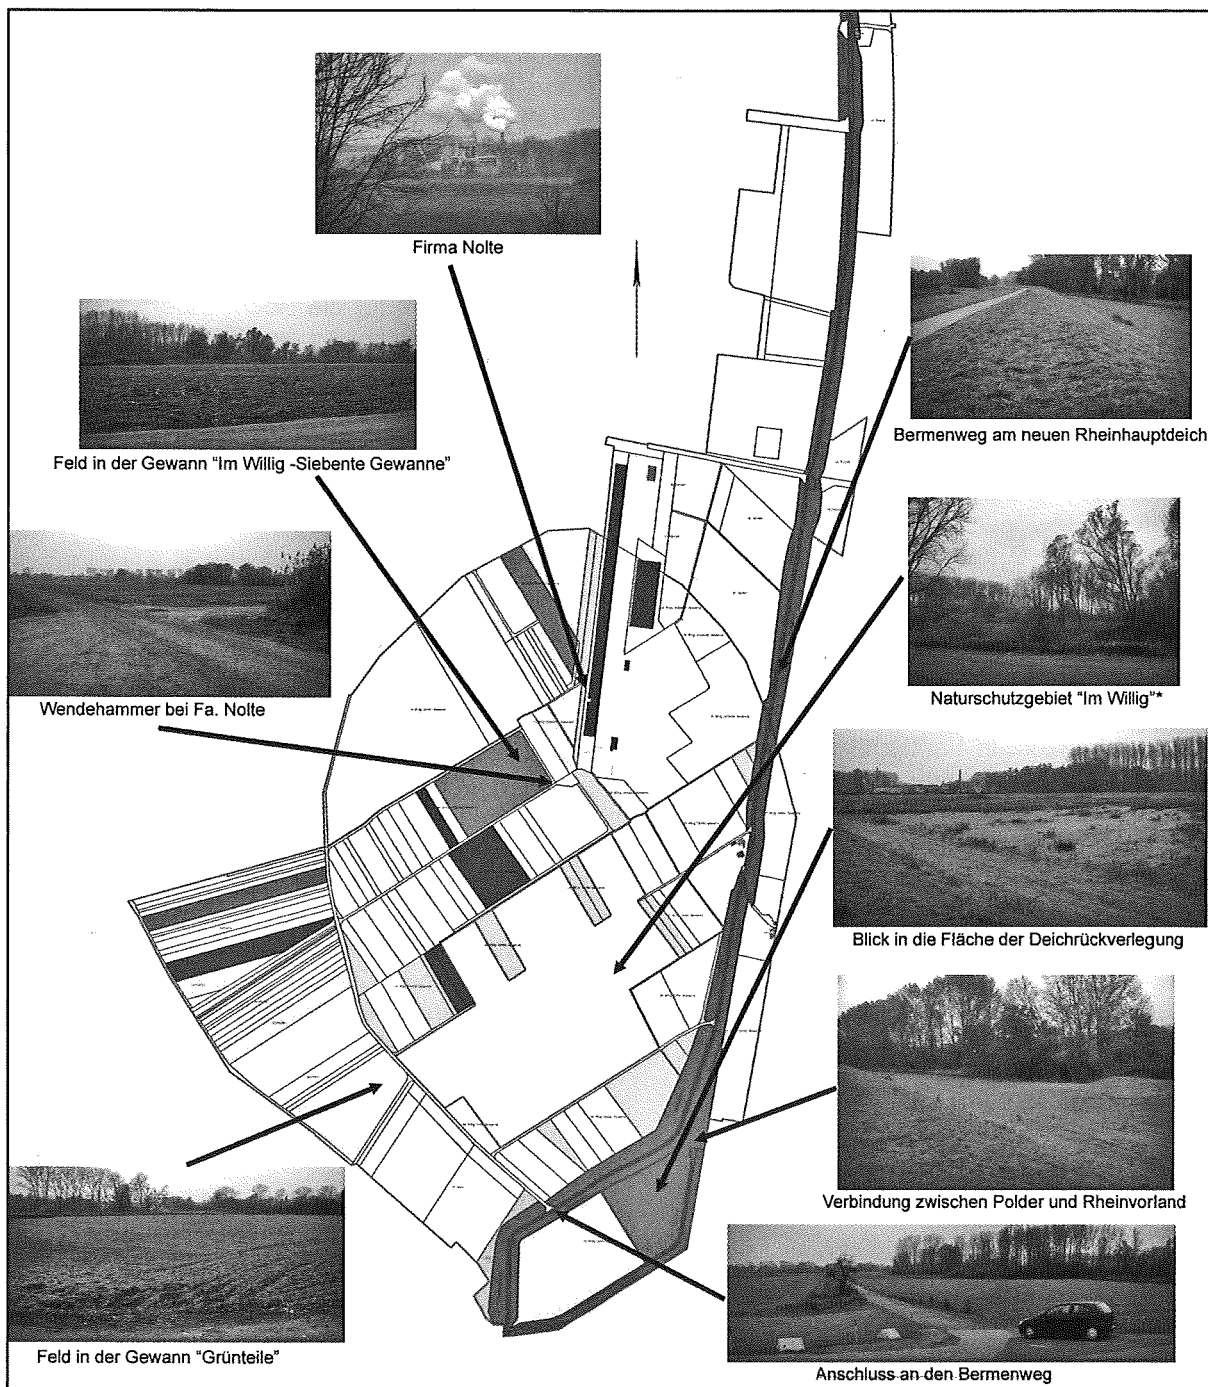 Firma Nolte
Feld in der Gewann "Im Willig -Siebente Gewanne"
Bermenweg am neuen Rheinhauptdeich
Wendehammer bei Fa. Nolte
Naturschutzgebiet "Im Willig"*
Blick in die Fläche der Deichrückverlegung
Verbindung zwischen Polder und Rheinvorland
Feld in der Gewann "Grünteile"
Anschluss an den Bermenweg